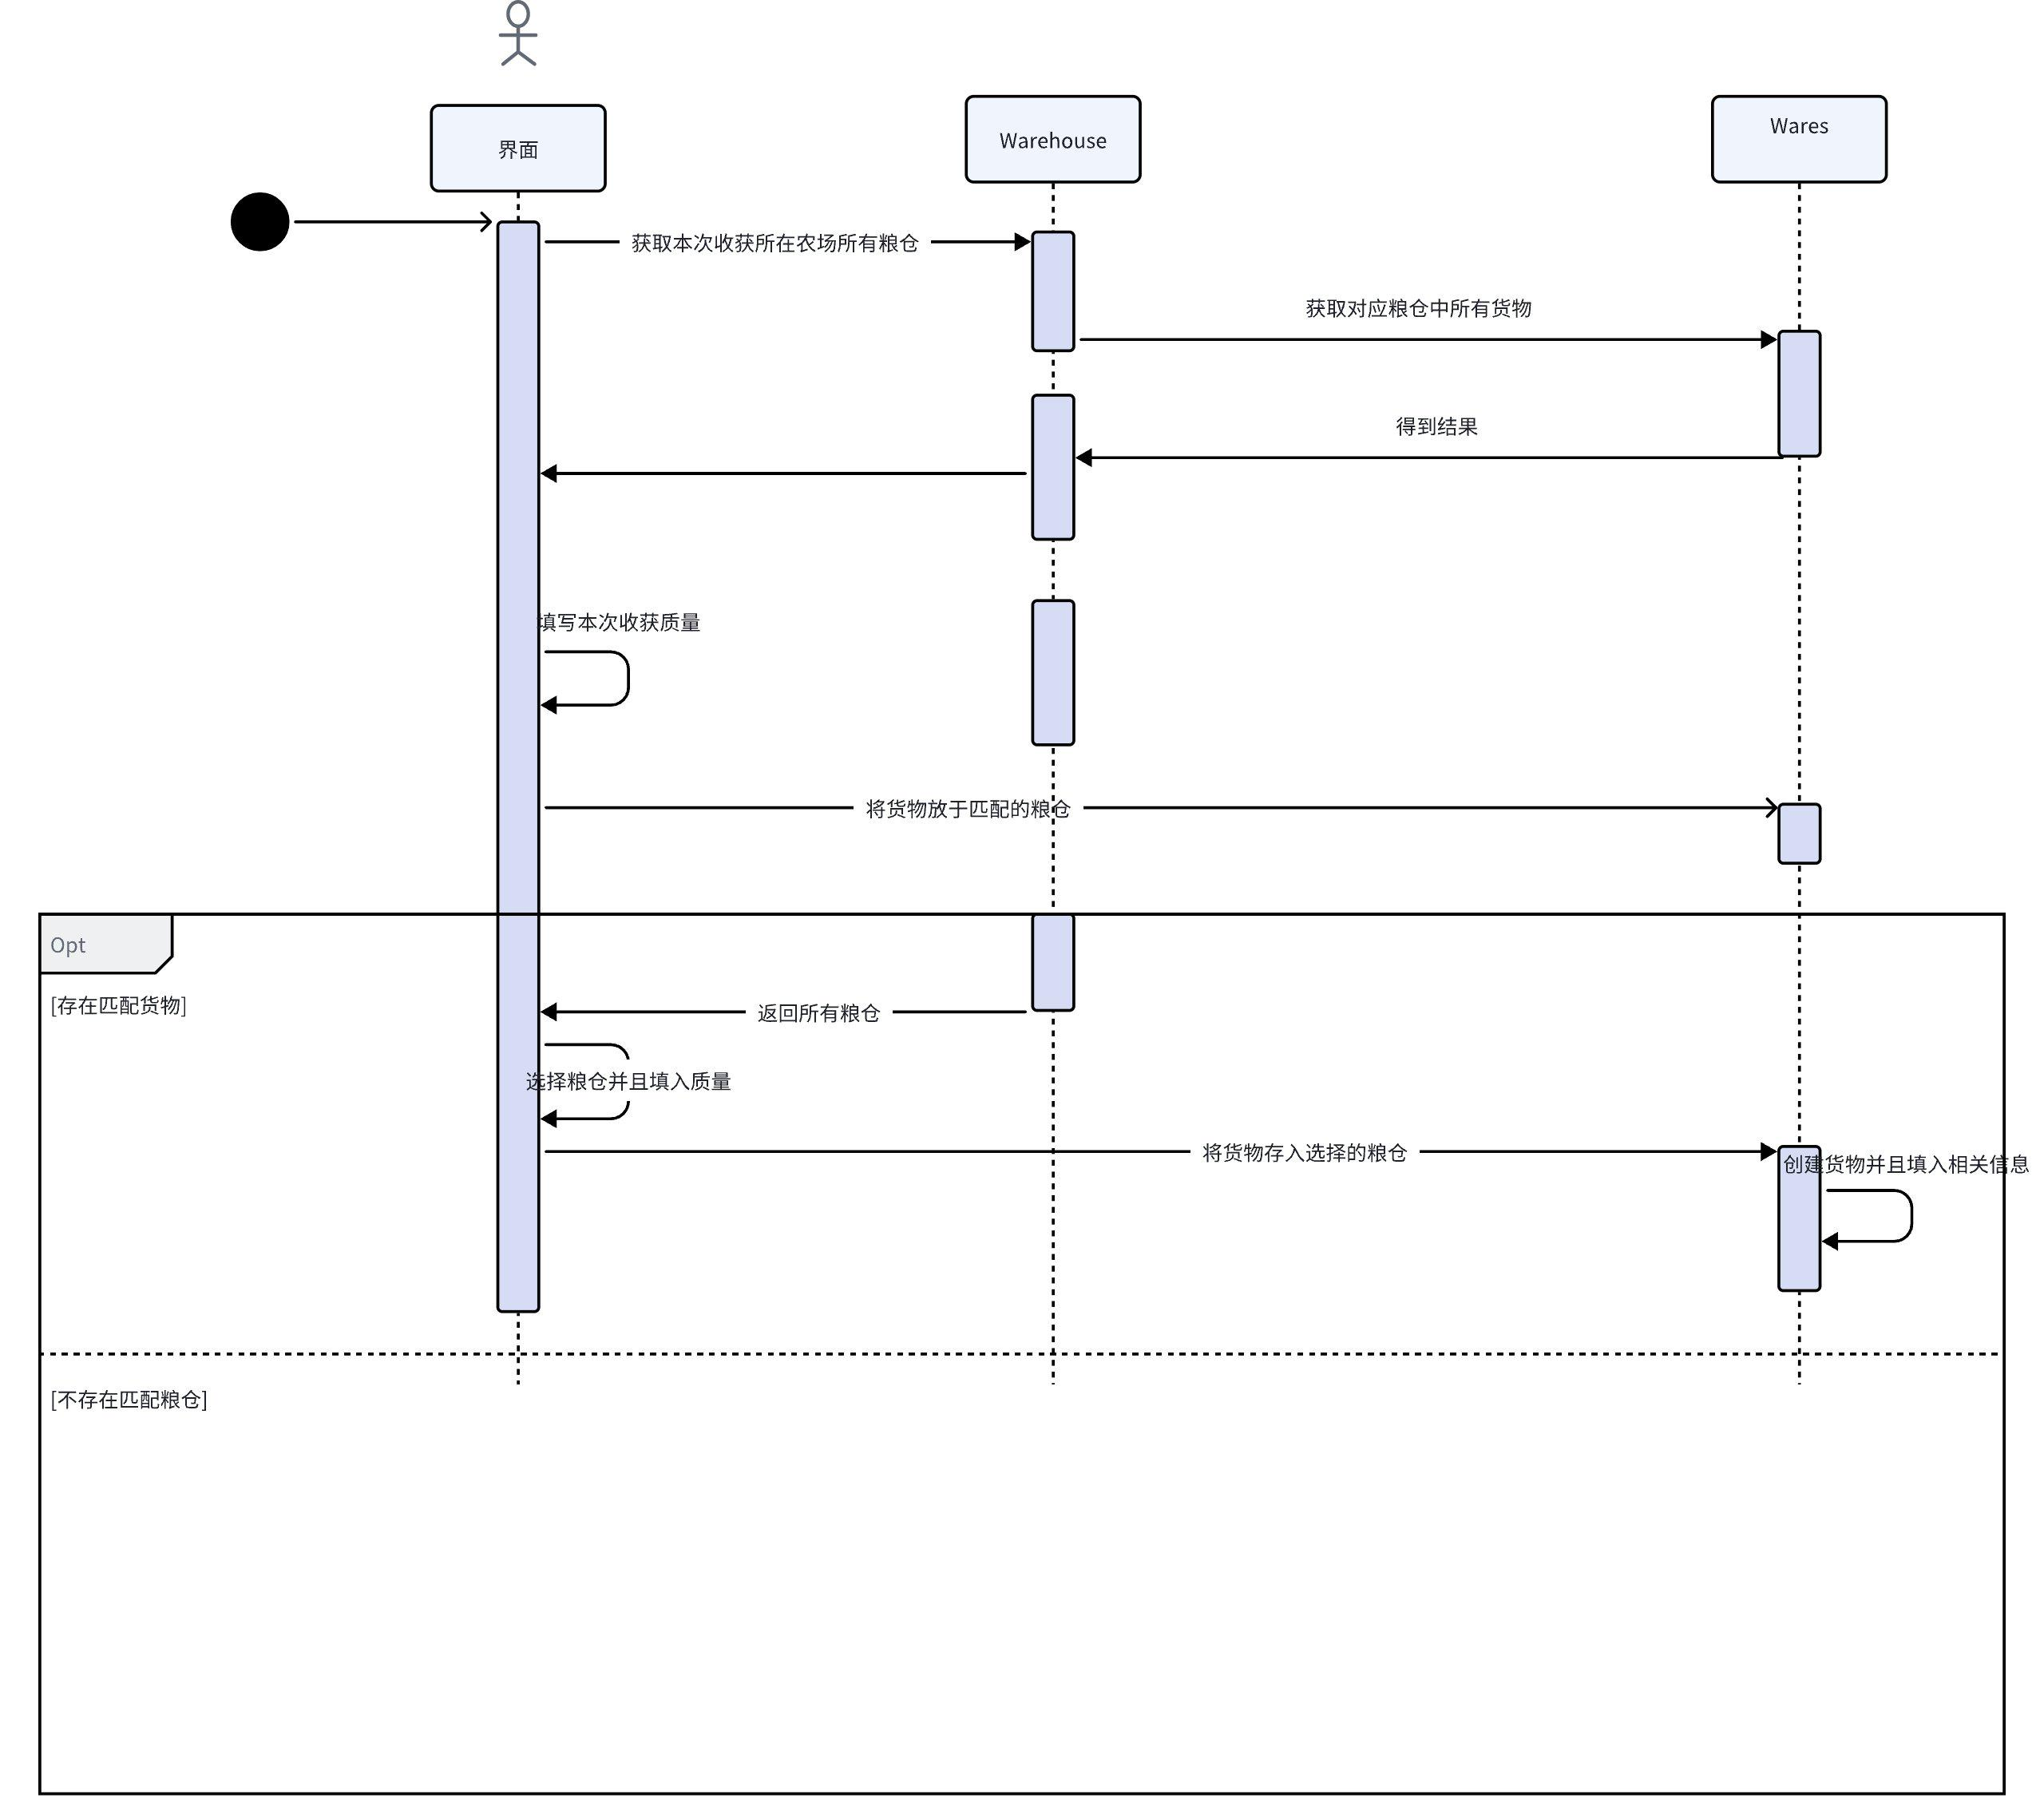 界面
Warehouse
Wares
获取本次收获所在农场所有粮仓
获取对应粮仓中所有货物
得到结果
填写本次收获质量
将货物放于匹配的粮仓
Opt
[存在匹配货物]
返回所有粮仓
选择粮仓并且填入质量
将货物存入选择的粮仓
创建货物并且填入相关信息
[不存在匹配粮仓]